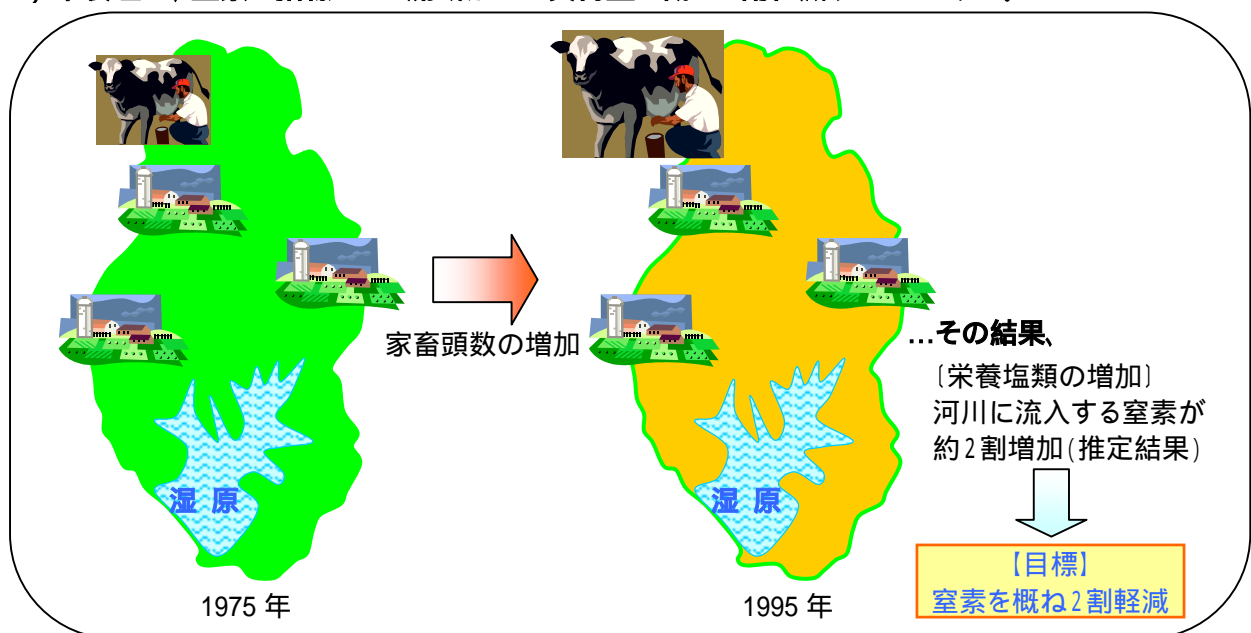 家畜頭数の増加
…その結果、
［栄養塩類の増加］
河川に流入する窒素が
約2割増加(推定結果)
湿 原
湿 原
【目標】
窒素を概ね2割軽減
1975 年
1995 年